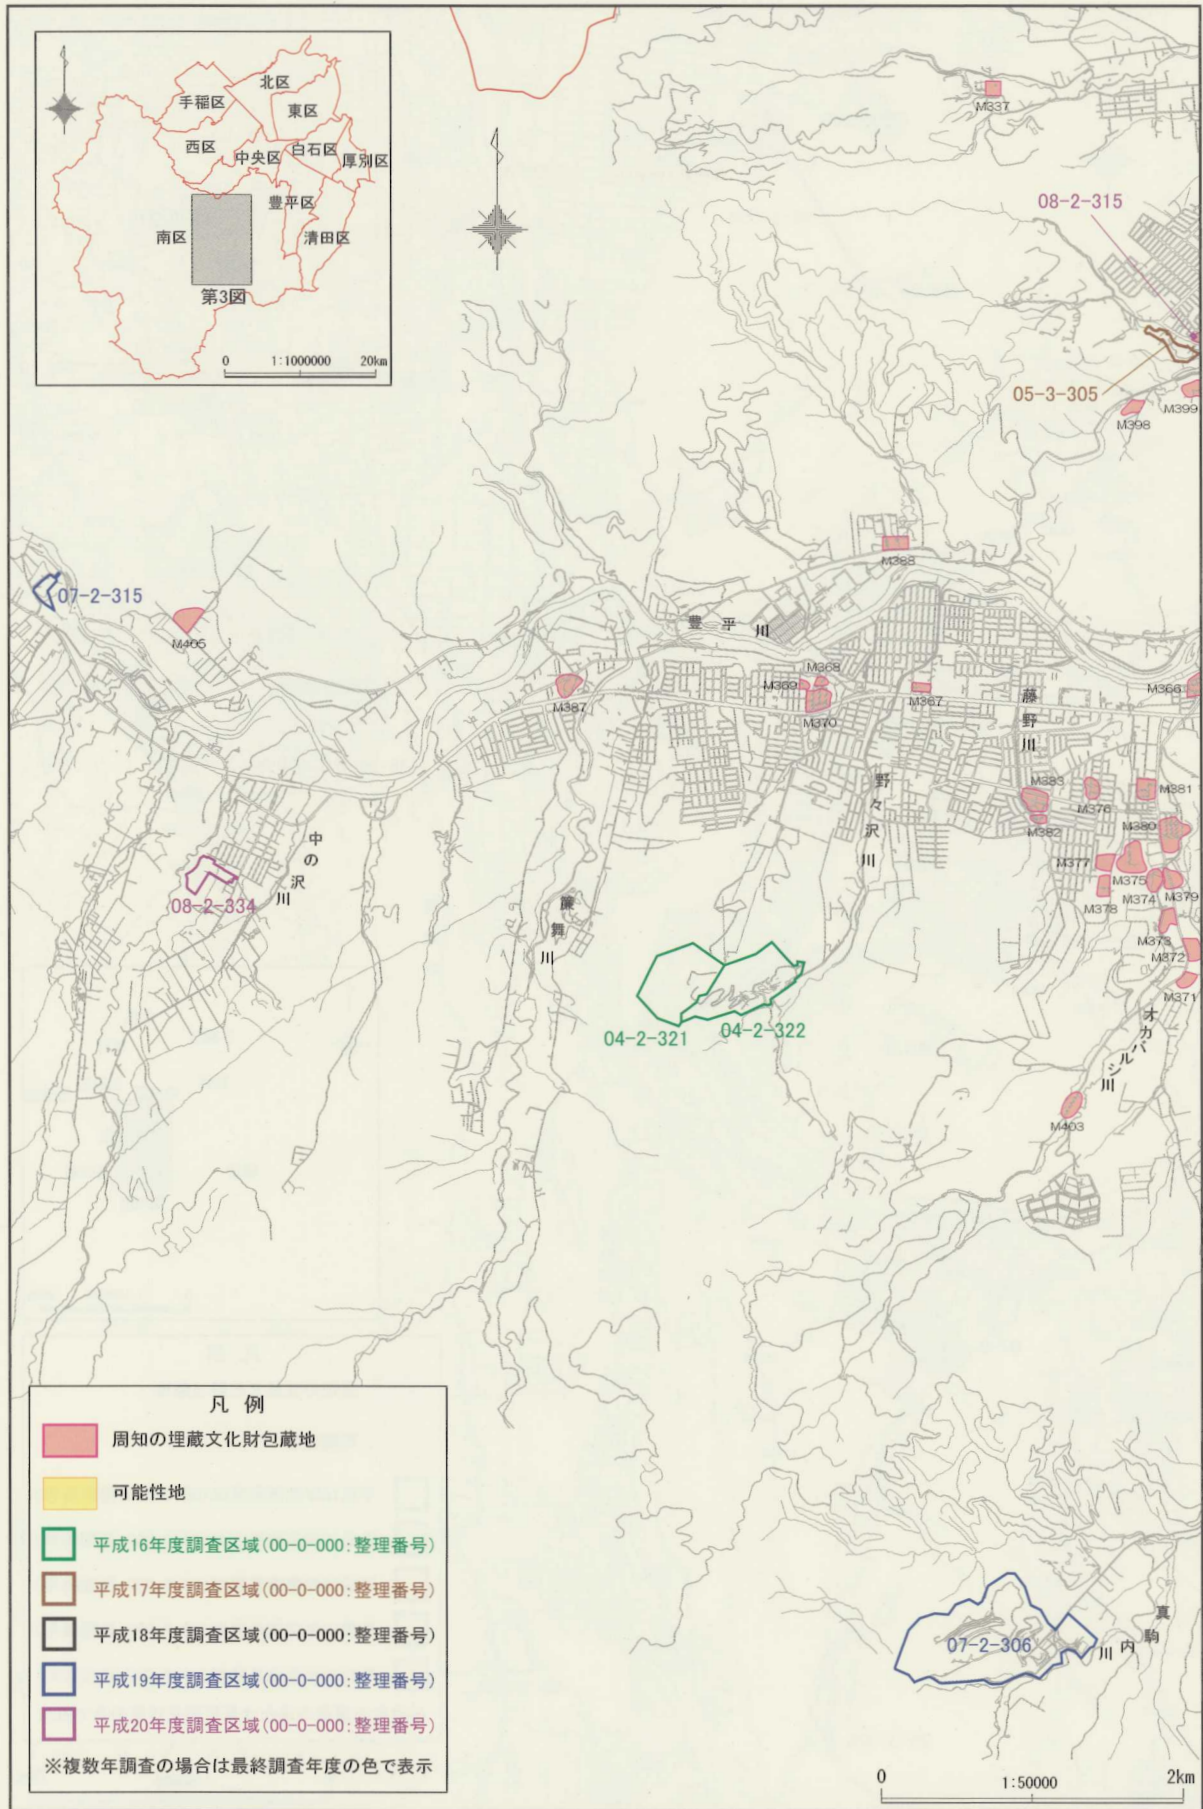 北区
手稲区
東区
西区
中央区
白石区
厚別区
豊平区
南区
清田区
第3図
0 1:1000000 20km
M337
08-2-315
05-3-305
M399
M398
M388
07-2-315
M405
豊平川
M368
M369
M367
M366
M387
M370
藤野川
野々沢川
M383
M376
M381
M382
M380
中の沢川
M377
M375
M374
M379
M378
08-2-334
簾舞川
M373
M372
M371
04-2-321
04-2-322
オカバルシ川
M403
凡例
周知の埋蔵文化財包蔵地
可能性地
平成16年度調査区域(00-0-000:整理番号)
平成17年度調査区域(00-0-000:整理番号)
平成18年度調査区域(00-0-000:整理番号)
平成19年度調査区域(00-0-000:整理番号)
平成20年度調査区域(00-0-000:整理番号)
※複数年調査の場合は最終調査年度の色で表示
07-2-306
真駒内川
0 1:50000 2km